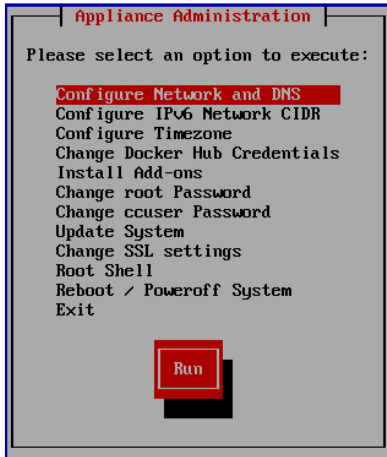 Appliance Administration
Please select an option to execute:
Configure Network and DNS
Configure IPv6 Network CIDR
Configure Timezone
Change Docker Hub Credentials
Install Add-ons
Change root Password
Change ccuser Password
Update System
Change SSL settings
Root Shell
Reboot / Poweroff System
Exit
Run